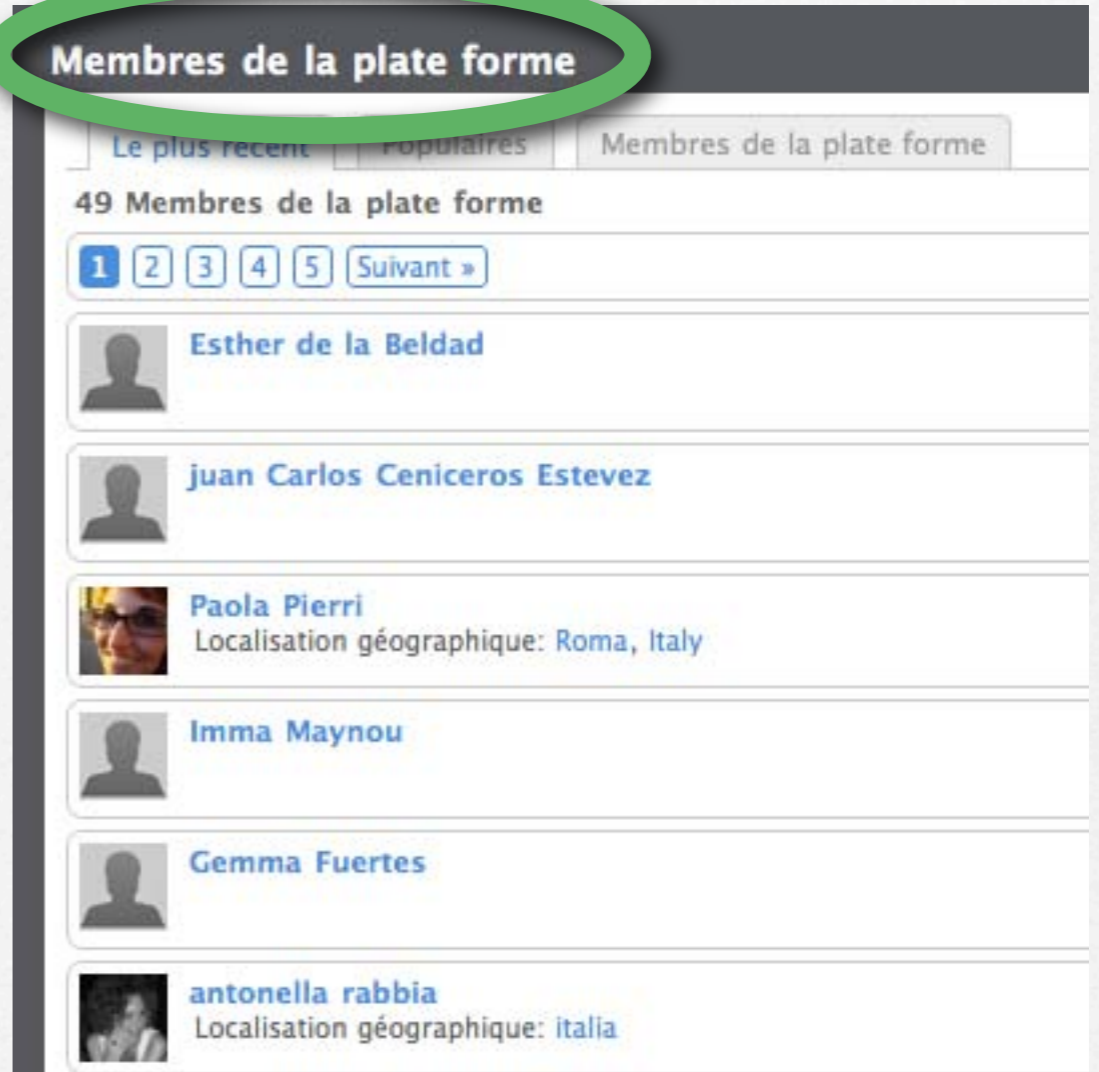 Membres de la plate forme
Le plus récent Populaires Membres de la plate forme
49 Membres de la plate forme
1 2 3 4 5 Suivant »
Esther de la Beldad
juan Carlos Ceniceros Estevez
Paola Pierri
Localisation géographique: Roma, Italy
Imma Maynou
Gemma Fuertes
antonella rabbia
Localisation géographique: italia